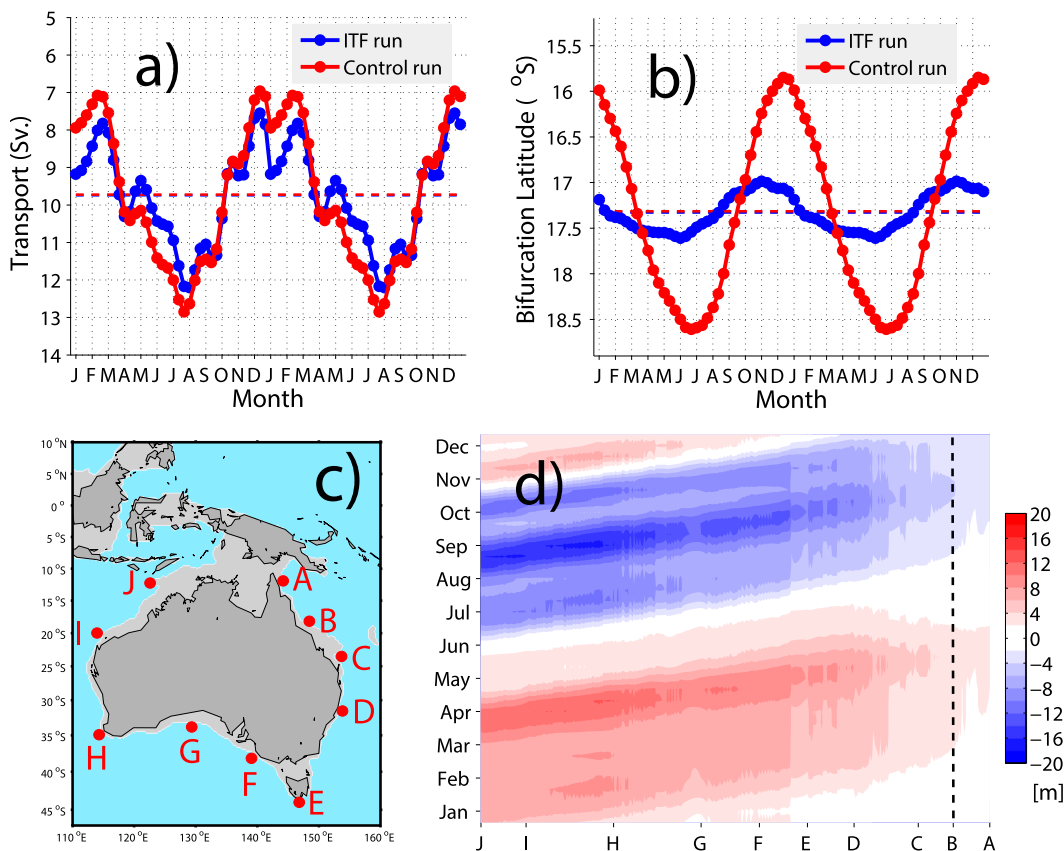 a)
ITF run
Control run
Transport (Sv.)
5
6
7
8
9
10
11
12
13
14
J F M A M J J A S O N D J F M A M J J A S O N D
Month
b)
ITF run
Control run
Bifurcation Latitude ( °S)
15.5
16
16.5
17
17.5
18
18.5
J F M A M J J A S O N D J F M A M J J A S O N D
Month
c)
10 °N
5 °N
0 °
5 °S
10 °S
15 °S
20 °S
25 °S
30 °S
35 °S
40 °S
45 °S
110 °E 120 °E 130 °E 140 °E 150 °E 160 °E
J A
I B
C
D
H G
F
E
d)
Dec
Nov
Oct
Sep
Aug
Jul
Jun
May
Apr
Mar
Feb
Jan
J I H G F E D C B A
20
16
12
8
4
0
−4
−8
−12
−16
−20
[m]